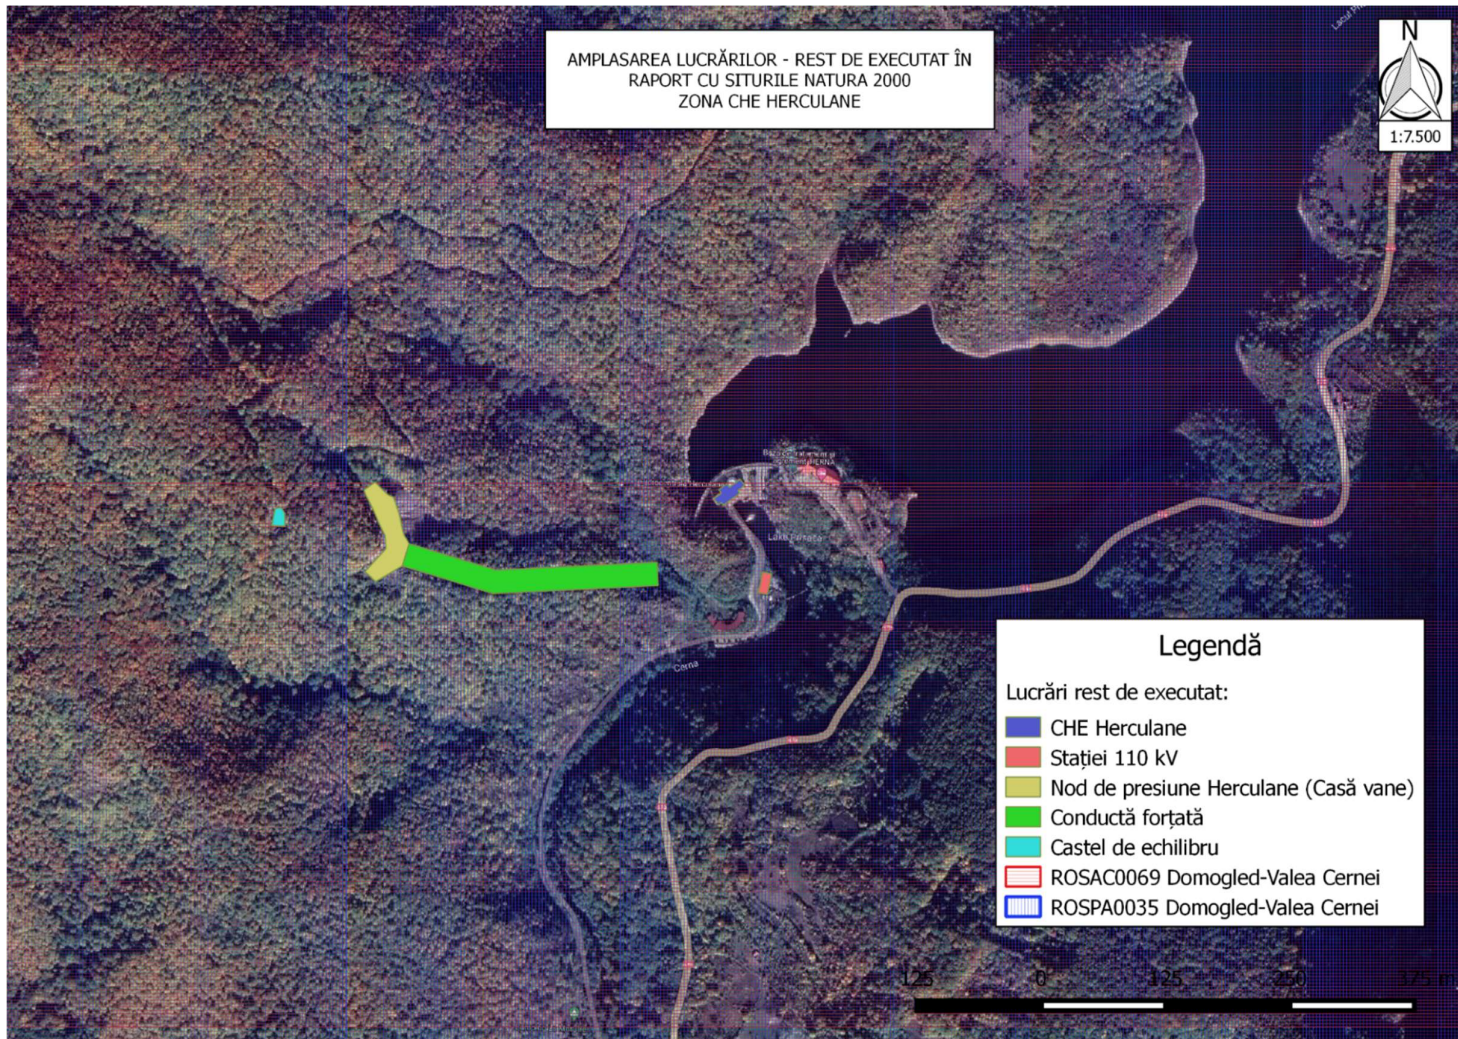 AMPLASAREA LUCRĂRILOR - REST DE EXECUTAT ÎN
RAPORT CU SITURILE NATURA 2000
ZONA CHE HERCULANE
N
1:7.500
Cerna
Legendă
Lucrări rest de executat:
CHE Herculane
Stației 110 kV
Nod de presiune Herculane (Casă vane)
Conductă forțată
Castel de echilibru
ROSAC0069 Domogled-Valea Cernei
ROSPA0035 Domogled-Valea Cernei
125 0 125 250 375 m